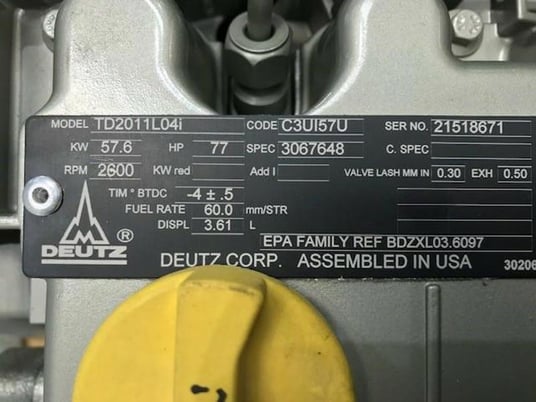 MODEL TD2011L04i CODE C3UI57U SER NO. 21518671
KW 57.6 HP 77 SPEC 3067648 C. SPEC
RPM 2600 KW red Add I VALVE LASH MM IN 0.30 EXH 0.50
TIM ° BTDC -4 ± .5
FUEL RATE 60.0 mm/STR
DISPL 3.61 L
DEUTZ ®
EPA FAMILY REF BDZXL03.6097
DEUTZ CORP. ASSEMBLED IN USA 30206